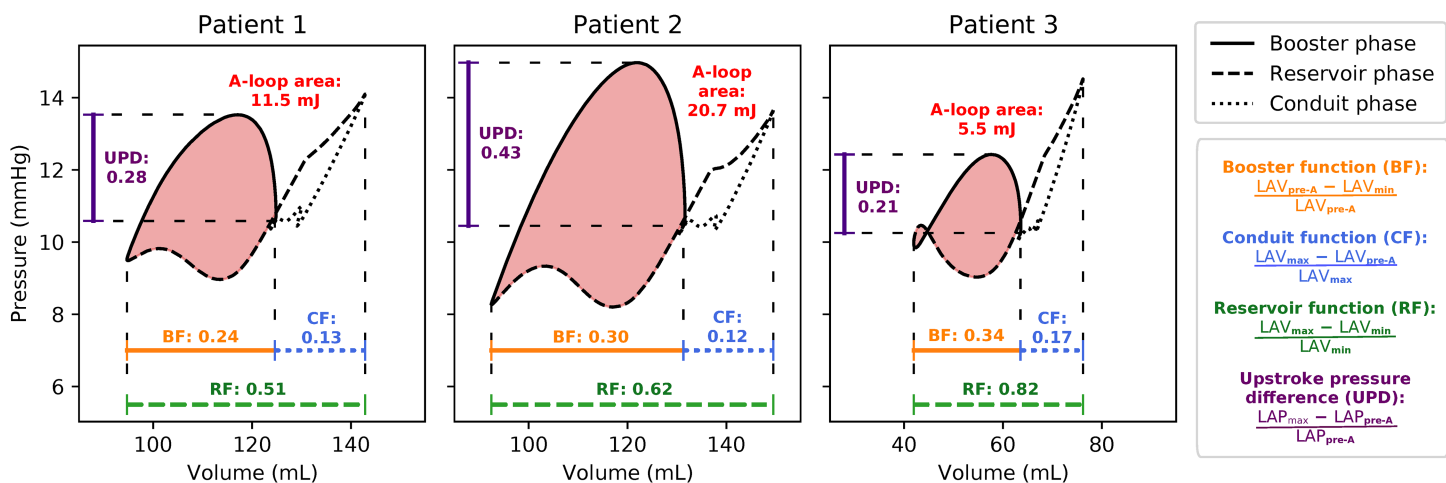 Patient 1
Patient 2
Patient 3
Pressure (mmHg)
14
12
10
8
6
A-loop area:
11.5 mJ
UPD:
0.28
BF: 0.24
CF:
0.13
RF: 0.51
100
120
140
Volume (mL)
A-loop
area:
20.7 mJ
UPD:
0.43
BF: 0.30
CF:
0.12
RF: 0.62
100
120
140
Volume (mL)
A-loop area:
5.5 mJ
UPD:
0.21
BF: 0.34
CF:
0.17
RF: 0.82
40
60
80
Volume (mL)
Booster phase
Reservoir phase
Conduit phase
Booster function (BF):
LAVpre-A − LAVmin
LAVpre-A
Conduit function (CF):
LAVmax − LAVpre-A
LAVmax
Reservoir function (RF):
LAVmax − LAVmin
LAVmin
Upstroke pressure
difference (UPD):
LAPmax − LAPpre-A
LAPpre-A